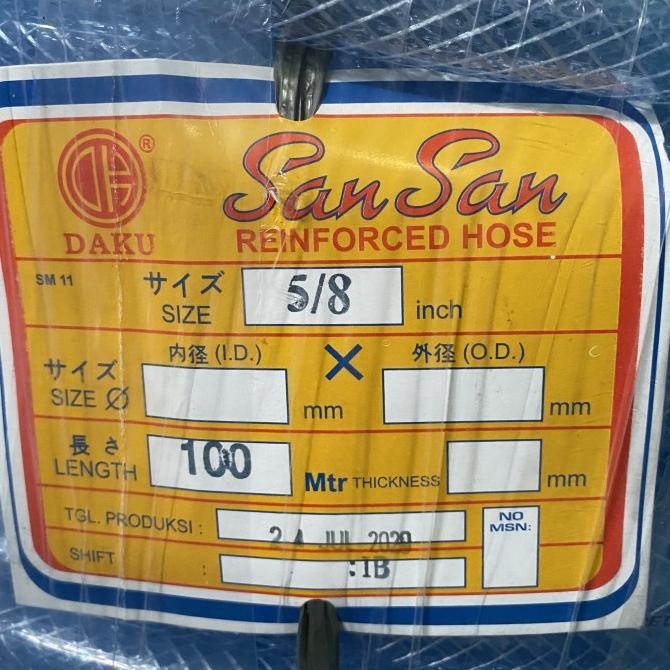 ®
DAKU
San San
REINFORCED HOSE
SM 11
サイズ
SIZE
5/8
inch
サイズ
SIZE Ø
内径 (I.D.)
mm
×
外径 (O.D.)
mm
長さ
LENGTH
100
Mtr
THICKNESS
mm
TGL. PRODUKSI :
24 JUL 2020
NO
MSN:
SHIFT :
:IB